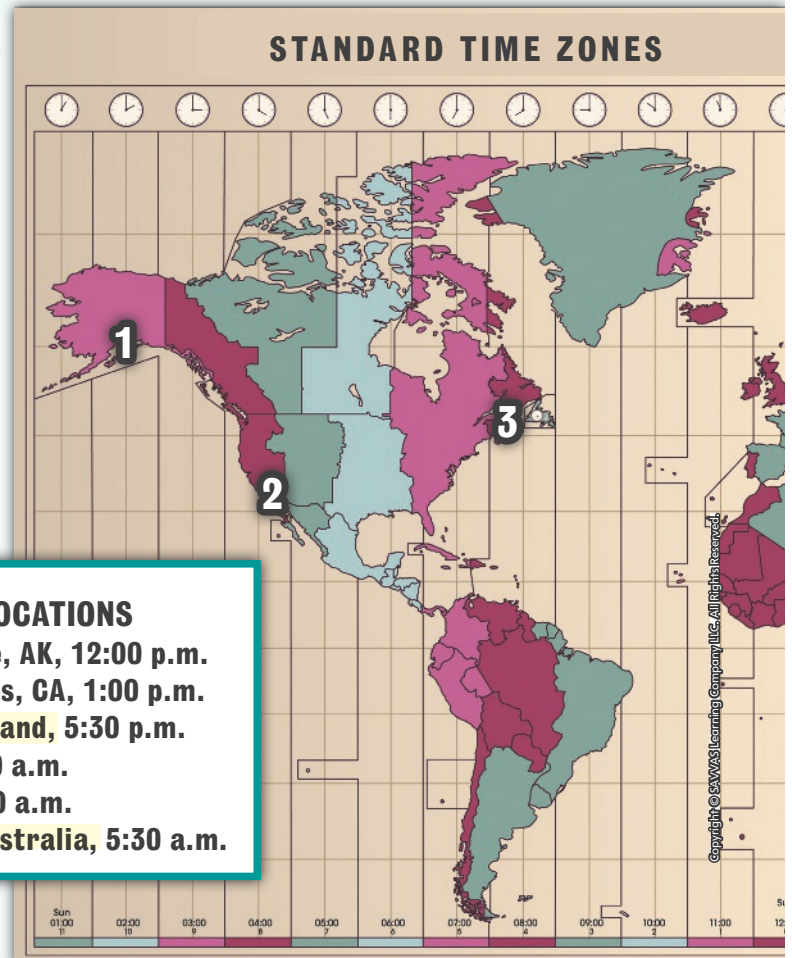 STANDARD TIME ZONES
1
2
3
OCATIONS
, AK, 12:00 p.m.
s, CA, 1:00 p.m.
and, 5:30 p.m.
a.m.
0 a.m.
stralia, 5:30 a.m.
Copyright © SAVVAS Learning Company LLC. All Rights Reserved.
Sun
01:00 02:00 03:00 04:00 05:00 06:00 07:00 08:00 09:00 10:00 11:00 12:
11 10 9 8 7 6 5 4 3 2 1